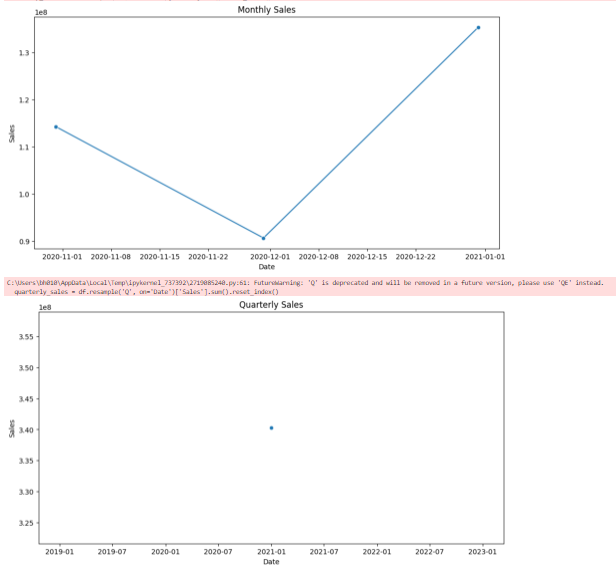 1e8
Monthly Sales
1.3
1.2
1.1
1.0
0.9
Sales
2020-11-01 2020-11-08 2020-11-15 2020-11-22 2020-12-01 2020-12-08 2020-12-15 2020-12-22 2021-01-01
Date
C:\Users\bh010\AppData\Local\Temp\ipykernel_737392\2719085240.py:61: FutureWarning: 'Q' is deprecated and will be removed in a future version, please use 'QE' instead.
quarterly_sales = df.resample('Q', on='Date')['Sales'].sum().reset_index()
1e8
Quarterly Sales
3.55
3.50
3.45
3.40
3.35
3.30
3.25
Sales
2019-01 2019-07 2020-01 2020-07 2021-01 2021-07 2022-01 2022-07 2023-01
Date